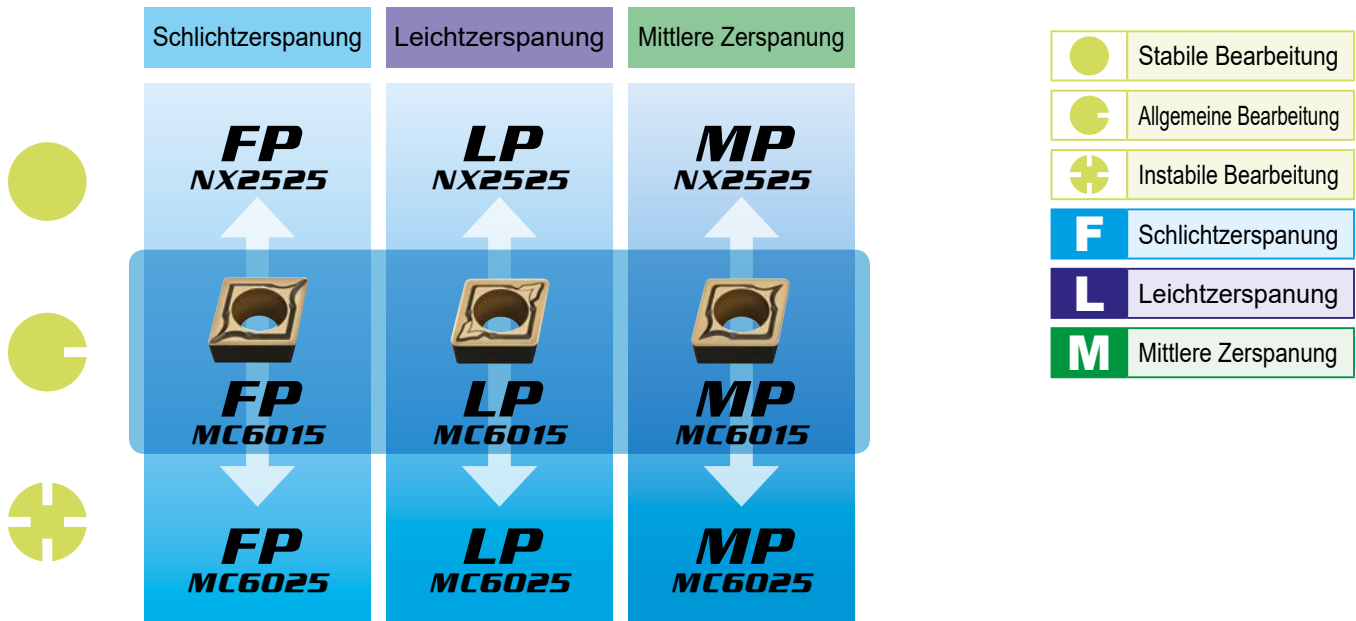 Schlichtzerspanung
Leichtzerspanung
Mittlere Zerspanung
FP
NX2525
LP
NX2525
MP
NX2525
FP
MC6015
LP
MC6015
MP
MC6015
FP
MC6025
LP
MC6025
MP
MC6025
Stabile Bearbeitung
Allgemeine Bearbeitung
Instabile Bearbeitung
F Schlichtzerspanung
L Leichtzerspanung
M Mittlere Zerspanung